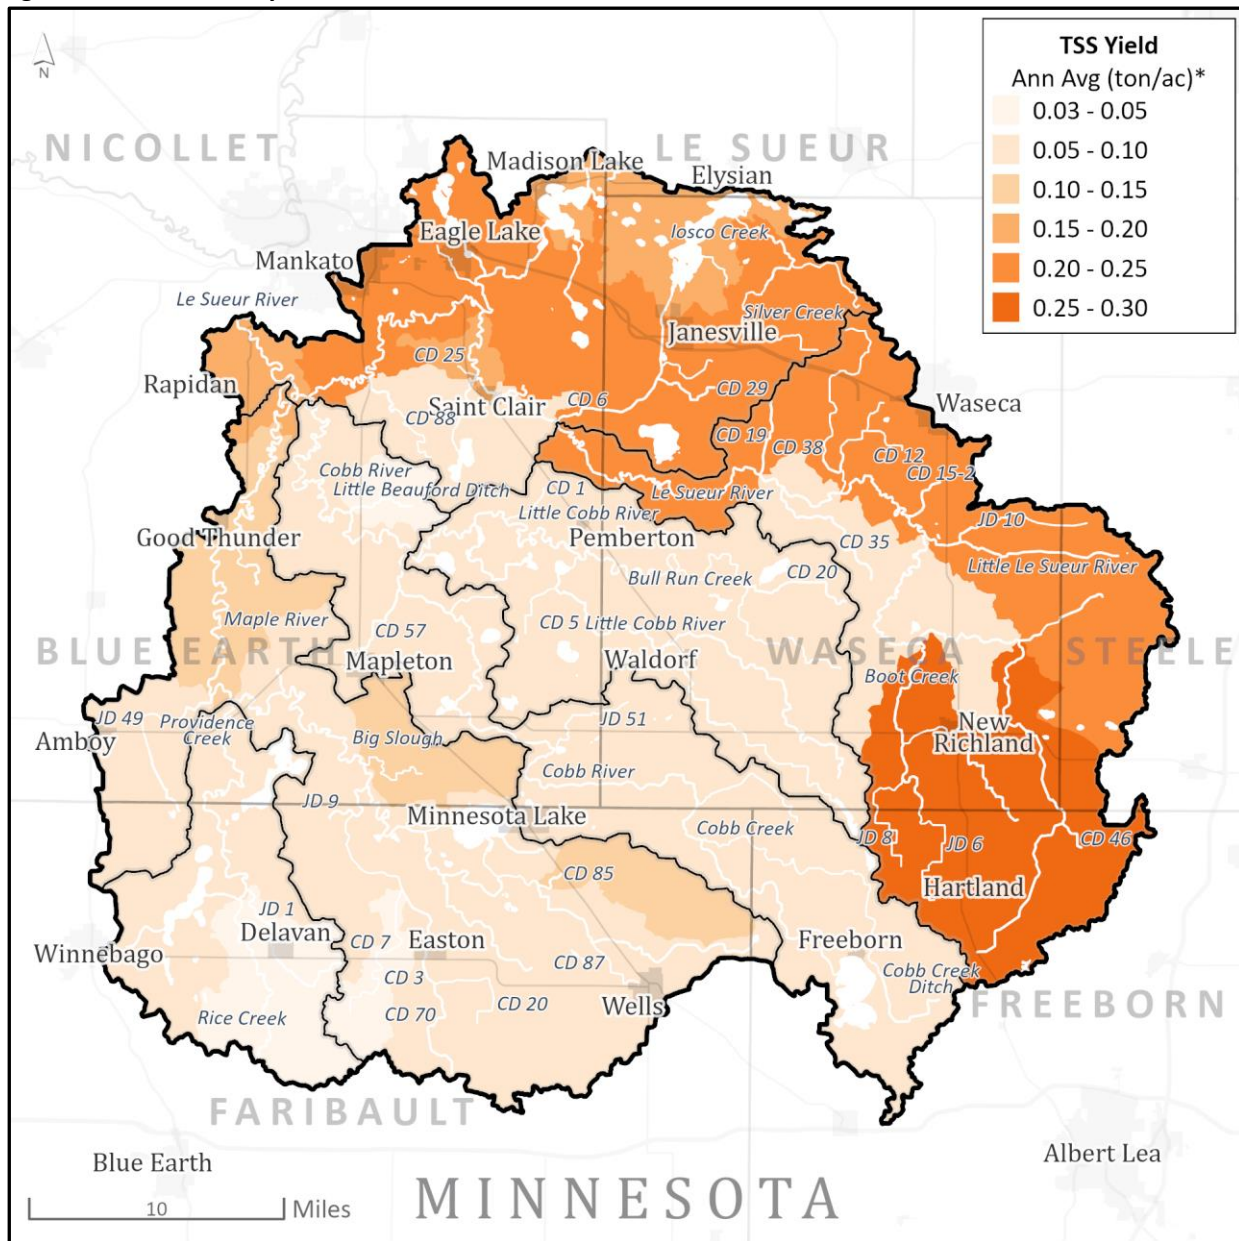 TSS Yield
Ann Avg (ton/ac)*
0.03 - 0.05
0.05 - 0.10
0.10 - 0.15
0.15 - 0.20
0.20 - 0.25
0.25 - 0.30
N
NICOLLET
LE SUEUR
Madison Lake
Elysian
Eagle Lake
Iosco Creek
Mankato
Le Sueur River
Silver Creek
Janesville
CD 25
Rapidan
CD 29
Saint Clair
CD 6
Waseca
CD 88
CD 19
CD 38
CD 12
CD 15-2
Cobb River
Little Beauford Ditch
CD 1
Le Sueur River
Little Cobb River
JD 10
Good Thunder
Pemberton
CD 35
Little Le Sueur River
Bull Run Creek
CD 20
Maple River
CD 57
CD 5
Little Cobb River
BLUE EARTH
Mapleton
Waldorf
WASECA
STEELE
Boot Creek
JD 49
Providence
Creek
JD 51
New
Richland
Amboy
Big Slough
Cobb River
JD 9
Minnesota Lake
Cobb Creek
JD 8
JD 6
CD 46
CD 85
Hartland
JD 1
Delavan
CD 7
Easton
Freeborn
Winnebago
CD 3
CD 87
Cobb Creek
Ditch
CD 20
Wells
Rice Creek
CD 70
FREEBORN
FARIBAULT
Blue Earth
Albert Lea
MINNESOTA
10
Miles